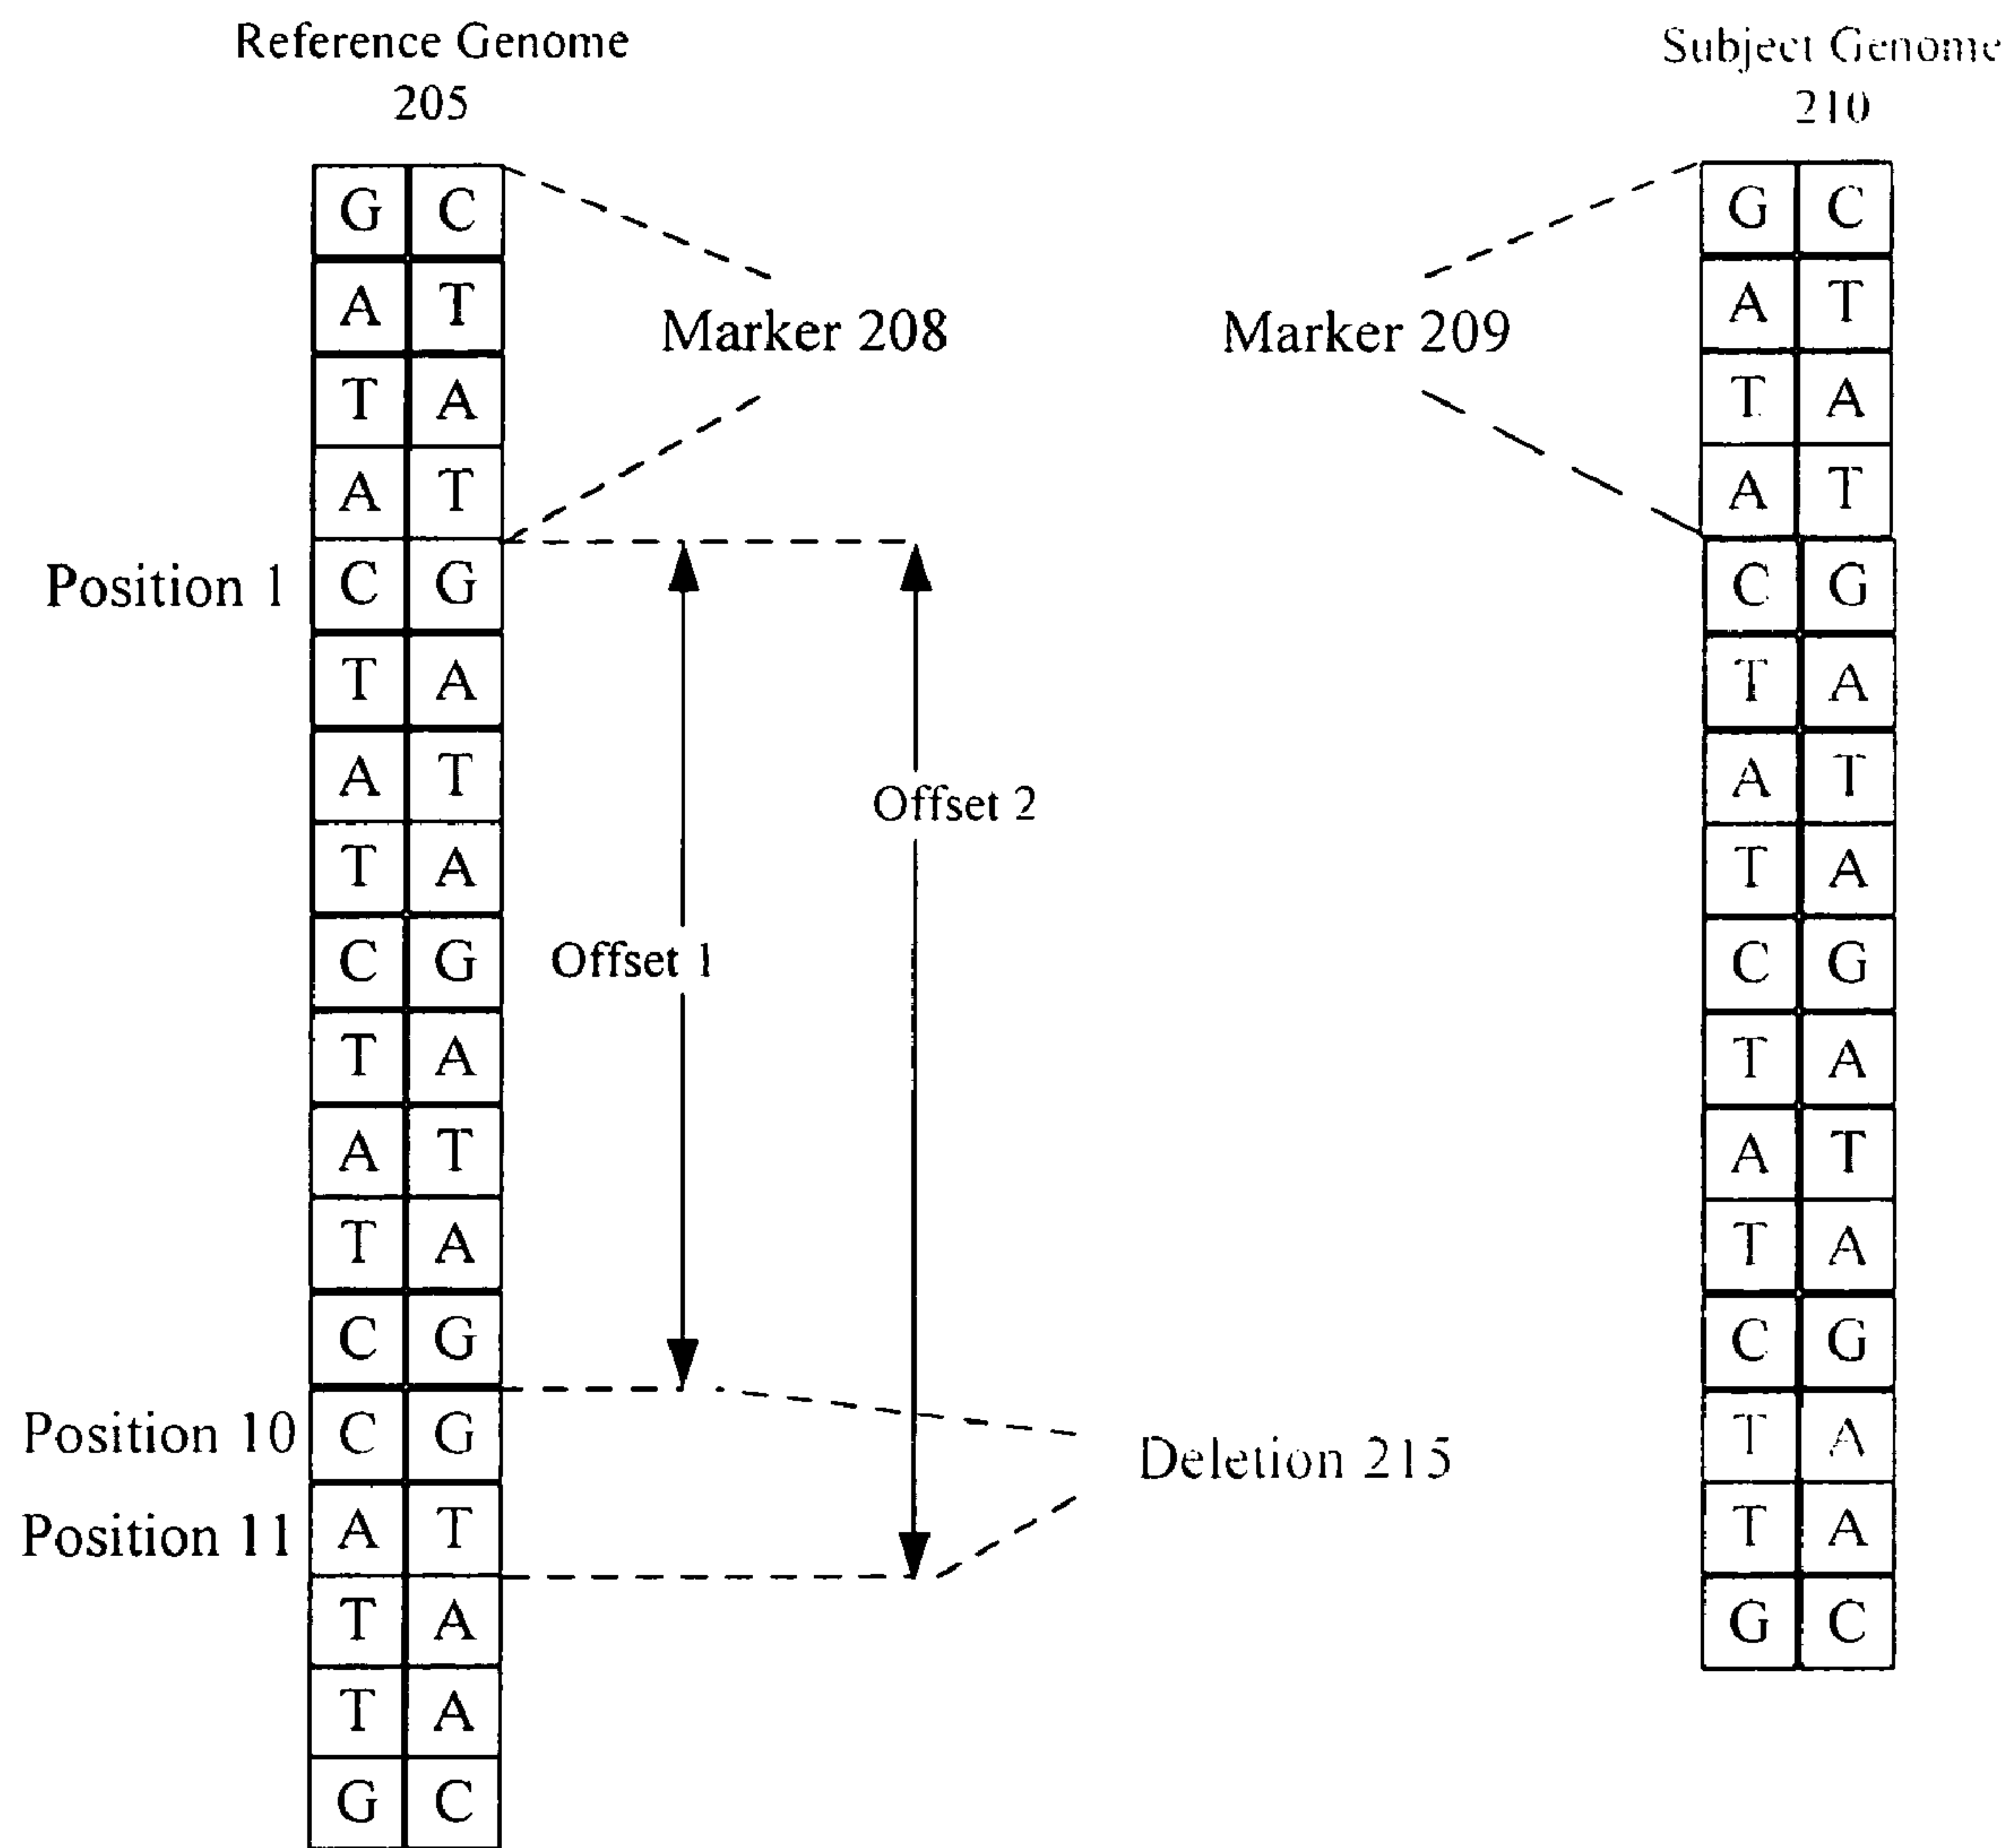 Reference Genome
205
Subject Genome
210
G C
G C
A T
A T
Marker 208
Marker 209
T A
T A
A T
A T
Position 1
C G
C G
T A
T A
A T
A T
Offset 2
T A
T A
C G
C G
Offset 1
T A
T A
A T
A T
T A
T A
C G
C G
Position 10
C G
T A
Deletion 215
Position 11
A T
T A
T A
G C
T A
G C